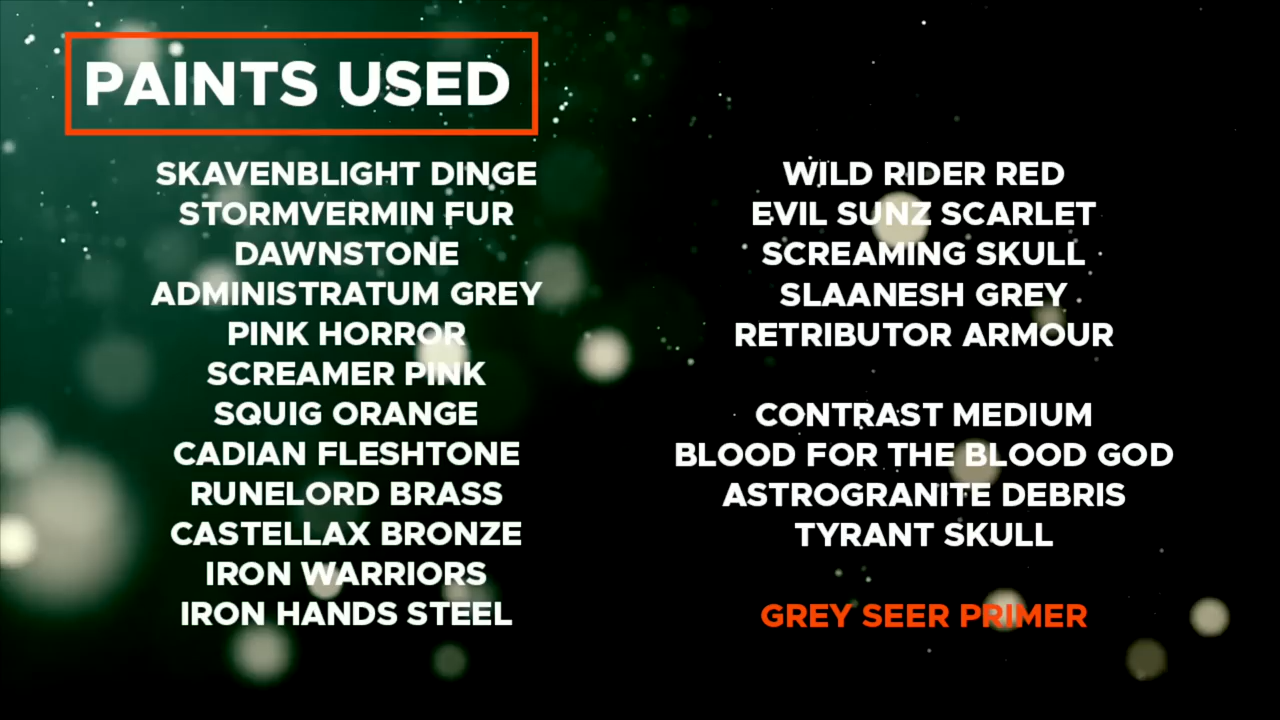 PAINTS USED
SKAVENBLIGHT DINGE
STORMVERMIN FUR
DAWNSTONE
ADMINISTRATUM GREY
PINK HORROR
SCREAMER PINK
SQUIG ORANGE
CADIAN FLESHTONE
RUNELORD BRASS
CASTELLAX BRONZE
IRON WARRIORS
IRON HANDS STEEL
WILD RIDER RED
EVIL SUNZ SCARLET
SCREAMING SKULL
SLAANESH GREY
RETRIBUTOR ARMOUR
CONTRAST MEDIUM
BLOOD FOR THE BLOOD GOD
ASTROGRANITE DEBRIS
TYRANT SKULL
GREY SEER PRIMER